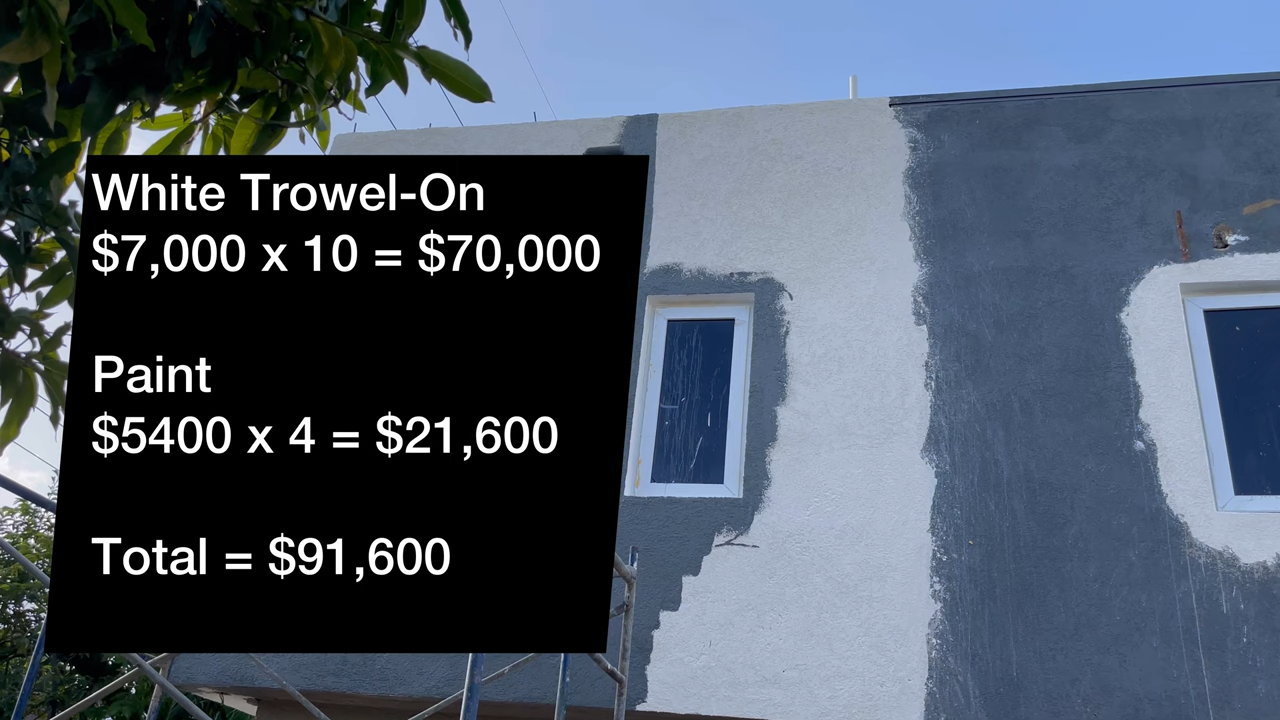 White Trowel-On
$7,000 x 10 = $70,000
Paint
$5400 x 4 = $21,600
Total = $91,600